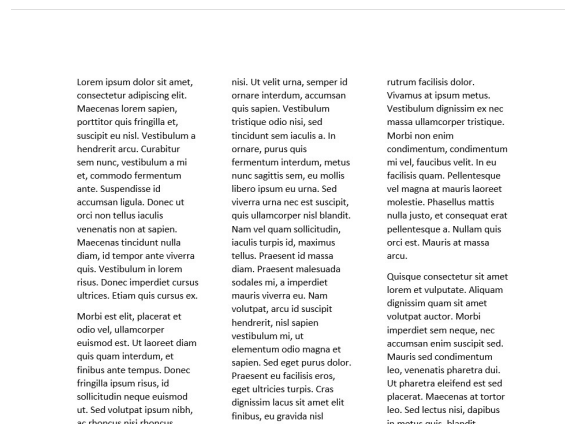 Lorem ipsum dolor sit amet,
consectetur adipiscing elit.
Maecenas lorem sapien,
porttitor quis fringilla et,
suscipit eu nisl. Vestibulum a
hendrerit arcu. Curabitur
sem nunc, vestibulum a mi
et, commodo fermentum
ante. Suspendisse id
accumsan ligula. Donec ut
orci non tellus iaculis
venenatis non at sapien.
Maecenas tincidunt nulla
diam, id tempor ante viverra
quis. Vestibulum in lorem
risus. Donec imperdiet cursus
ultrices. Etiam quis cursus ex.
Morbi est elit, placerat et
odio vel, ullamcorper
euismod est. Ut laoreet diam
quis quam interdum, et
finibus ante tempus. Donec
fringilla ipsum risus, id
sollicitudin neque euismod
ut. Sed volutpat ipsum nibh,
ac rhoncus nisi rhoncus
nisi. Ut velit urna, semper id
ornare interdum, accumsan
quis sapien. Vestibulum
tristique odio nisi, sed
tincidunt sem iaculis a. In
ornare, purus quis
fermentum interdum, metus
nunc sagittis sem, eu mollis
libero ipsum eu urna. Sed
viverra urna nec est suscipit,
quis ullamcorper nisl blandit.
Nam vel quam sollicitudin,
iaculis turpis id, maximus
tellus. Praesent id massa
diam. Praesent malesuada
sodales mi, a imperdiet
mauris viverra eu. Nam
volutpat, arcu id suscipit
hendrerit, nisl sapien
vestibulum mi, ut
elementum odio magna et
sapien. Sed eget purus dolor.
Praesent eu facilisis eros,
eget ultricies turpis. Cras
dignissim lacus sit amet elit
finibus, eu gravida nisl
rutrum facilisis dolor.
Vivamus at ipsum metus.
Vestibulum dignissim ex nec
massa ullamcorper tristique.
Morbi non enim
condimentum, condimentum
mi vel, faucibus velit. In eu
facilisis quam. Pellentesque
vel magna at mauris laoreet
molestie. Phasellus mattis
nulla justo, et consequat erat
pellentesque a. Nullam quis
orci est. Mauris at massa
arcu.
Quisque consectetur sit amet
lorem et vulputate. Aliquam
dignissim quam sit amet
volutpat auctor. Morbi
imperdiet sem neque, nec
accumsan enim suscipit sed.
Mauris sed condimentum
leo, venenatis pharetra dui.
Ut pharetra eleifend est sed
placerat. Maecenas at tortor
leo. Sed lectus nisi, dapibus
in metus quis, blandit